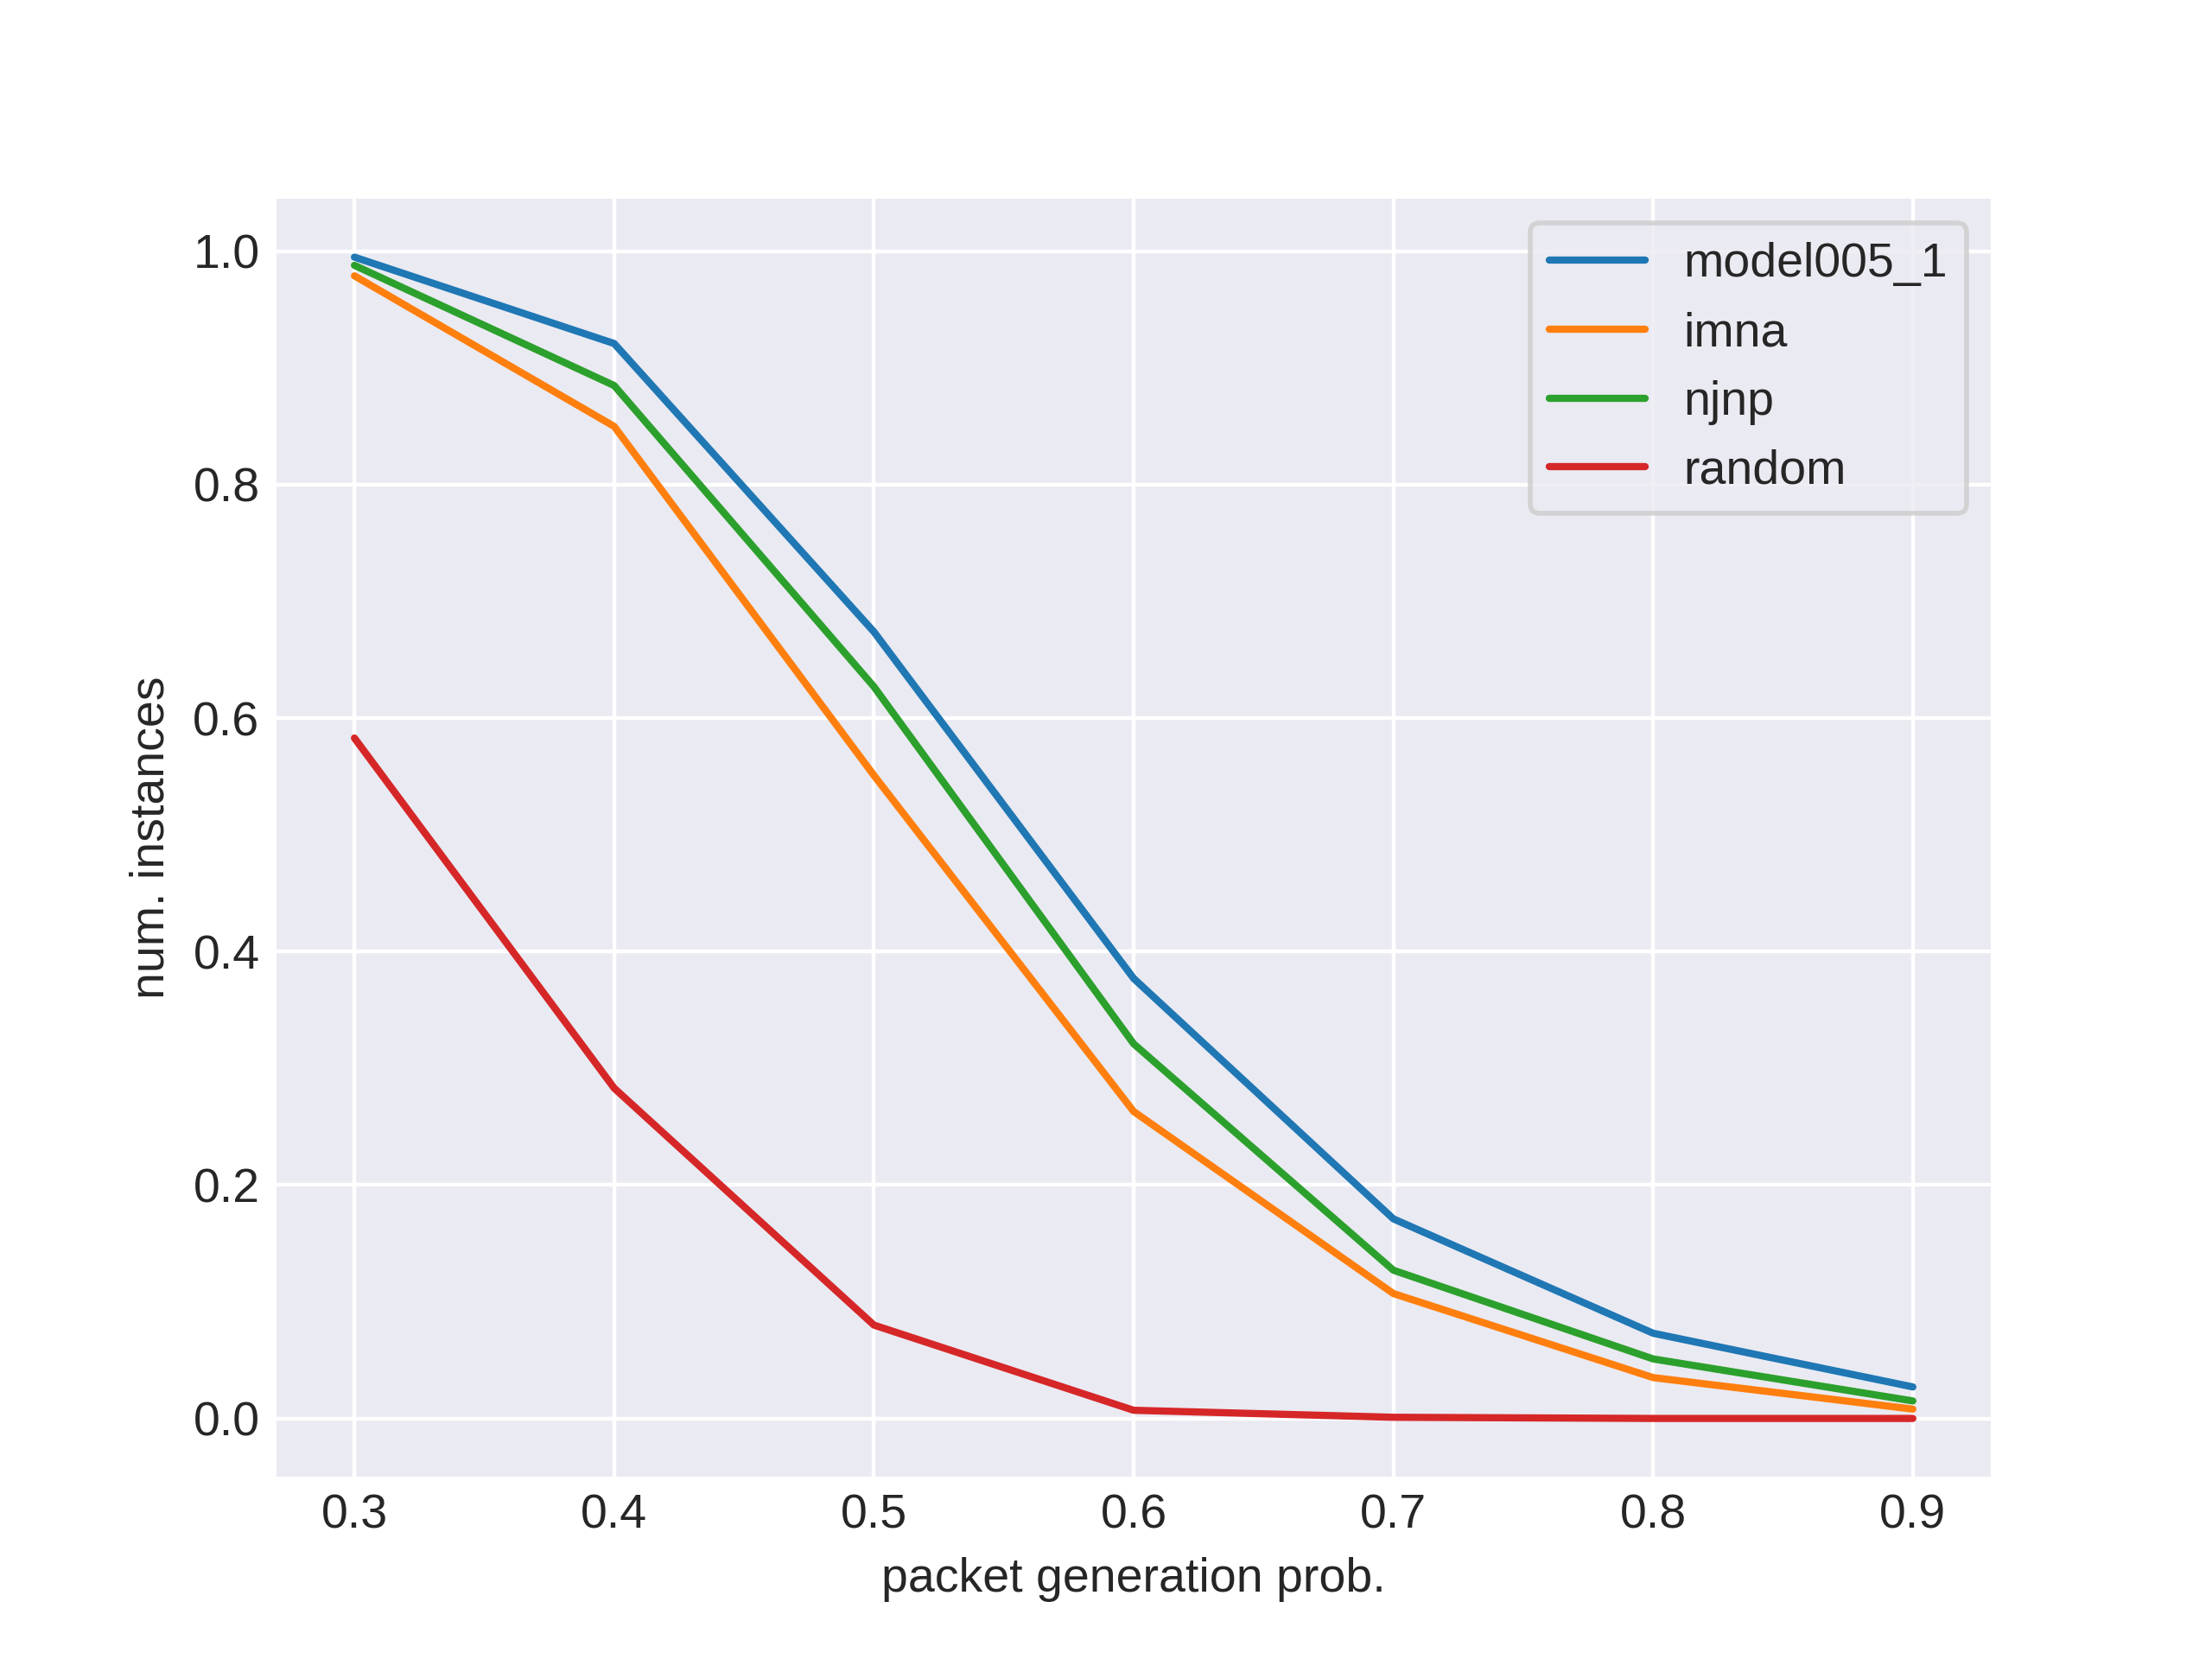 1.0
0.8
0.6
0.4
0.2
0.0
num. instances
0.3 0.4 0.5 0.6 0.7 0.8 0.9
packet generation prob.
model005_1
imna
njnp
random